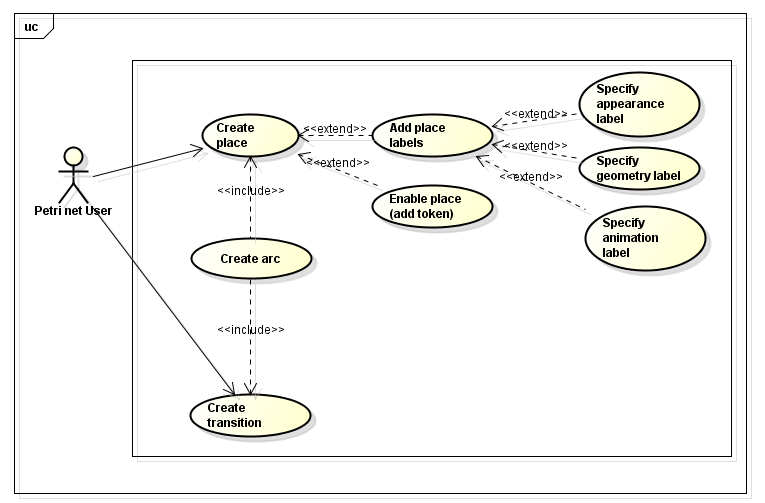 uc
Specify
appearance
label
<<extend>>
Create
place
<<extend>>
Add place
labels
<<extend>>
Specify
geometry label
<<extend>>
<<extend>>
Petri net User
<<include>>
Enable place
(add token)
Specify
animation
label
Create arc
<<include>>
Create
transition